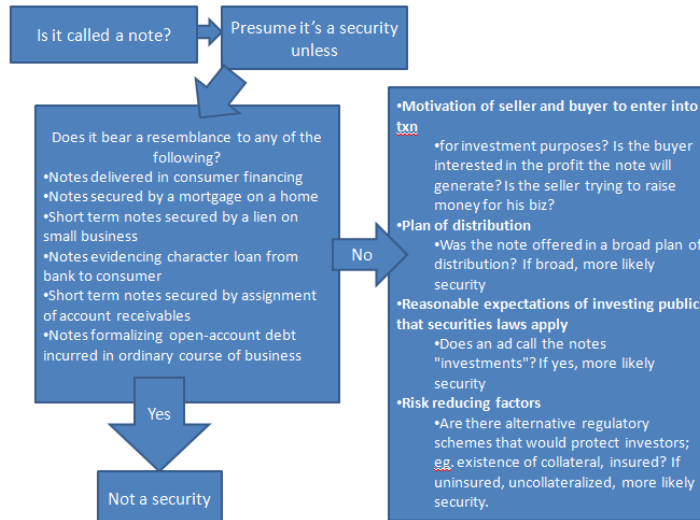 Is it called a note?
Presume it's a security
unless
Does it bear a resemblance to any of the
following?
•Notes delivered in consumer financing
•Notes secured by a mortgage on a home
•Short term notes secured by a lien on
small business
•Notes evidencing character loan from
bank to consumer
•Short term notes secured by assignment
of account receivables
•Notes formalizing open-account debt
incurred in ordinary course of business
Yes
Not a security
No
•Motivation of seller and buyer to enter into
txn
•for investment purposes? Is the buyer
interested in the profit the note will
generate? Is the seller trying to raise
money for his biz?
•Plan of distribution
•Was the note offered in a broad plan of
distribution? If broad, more likely
security
•Reasonable expectations of investing public
that securities laws apply
•Does an ad call the notes
"investments"? If yes, more likely
security
•Risk reducing factors
•Are there alternative regulatory
schemes that would protect investors;
eg. existence of collateral, insured? If
uninsured, uncollateralized, more likely
security.